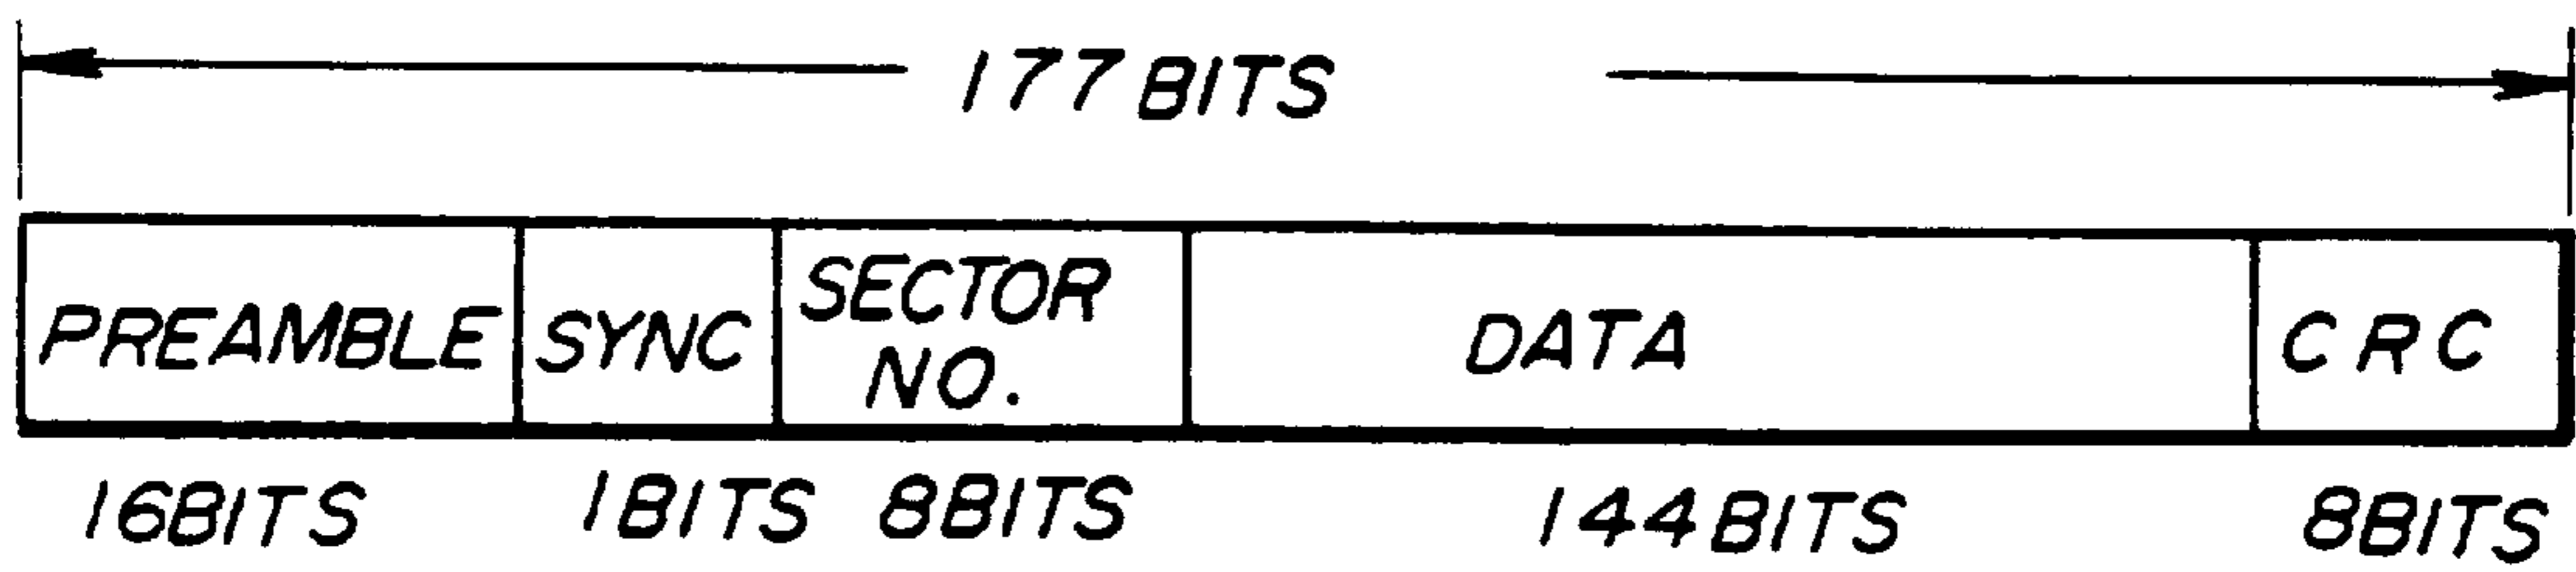 177 BITS
PREAMBLE
SYNC
SECTOR
NO.
DATA
CRC
16BITS
1BITS
8BITS
144BITS
8BITS